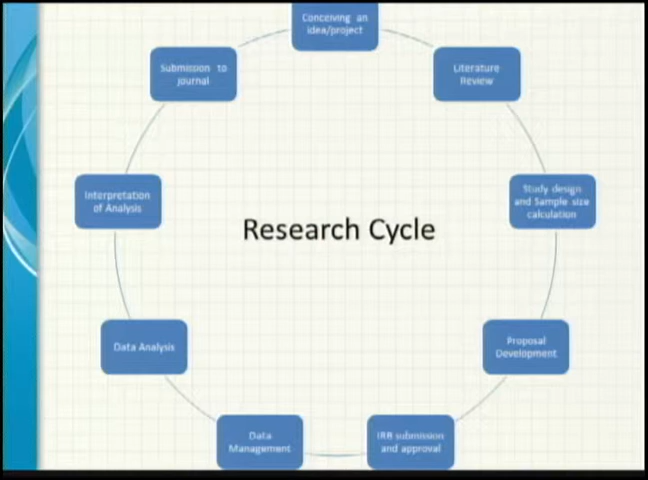 Conceiving an
idea/project
Literature
Review
Study design
and Sample size
calculation
Proposal
Development
IRB submission
and approval
Data
Management
Data Analysis
Interpretation
of Analysis
Submission to
journal
Research Cycle